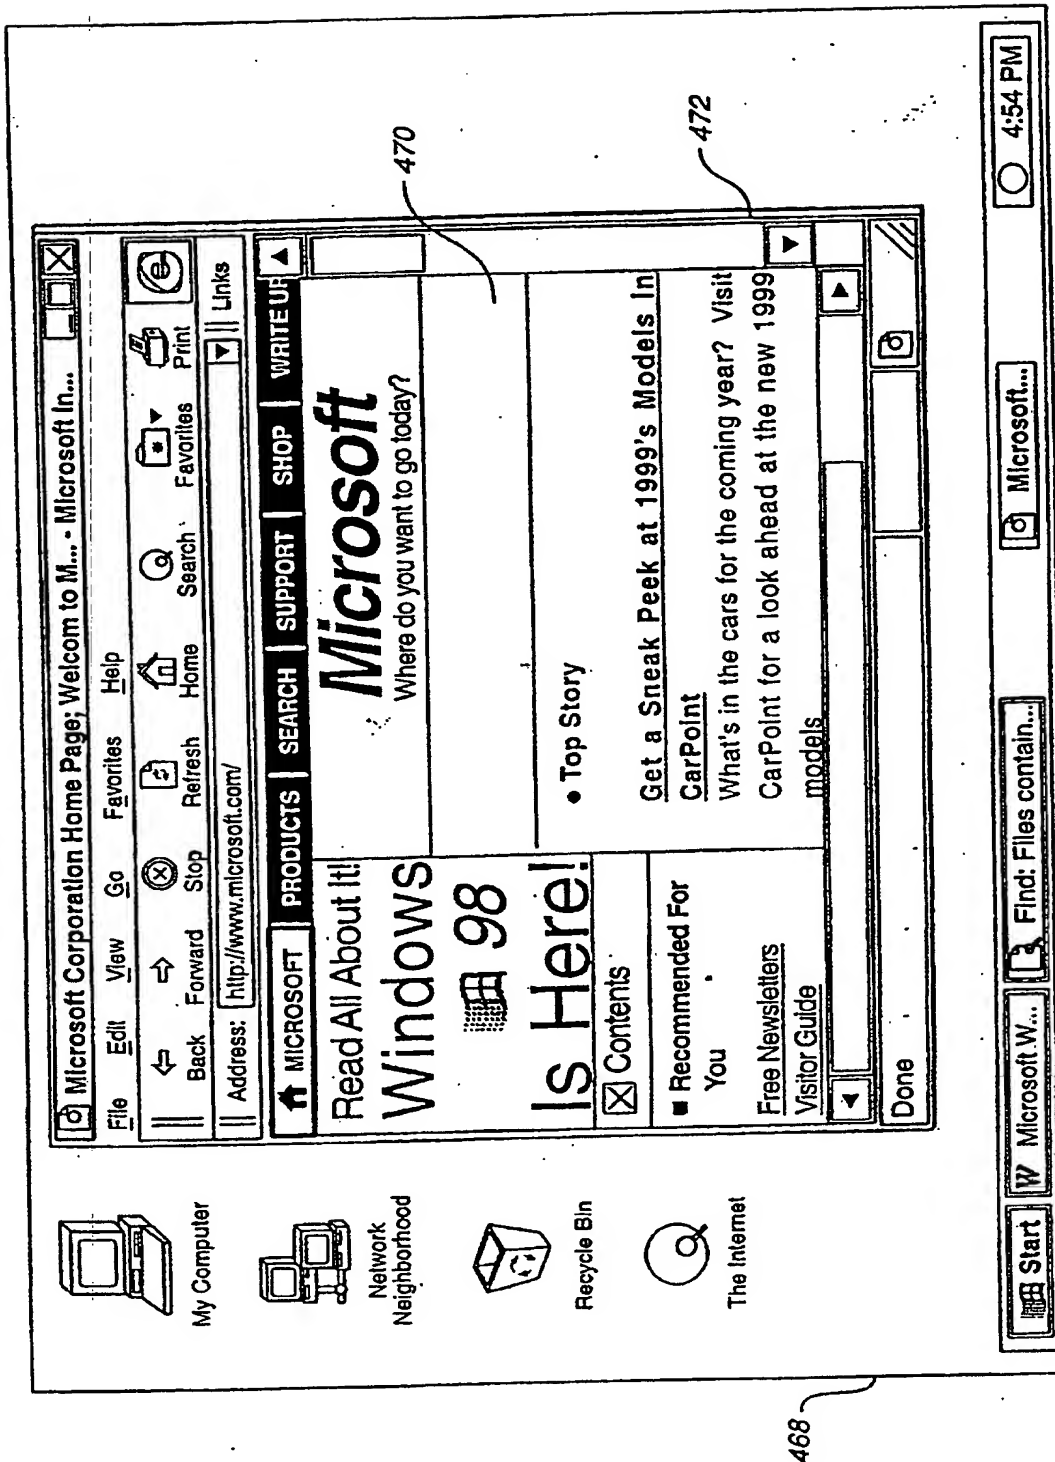 Microsoft Corporation Home Page; Welcom to M... - Microsoft In...
File Edit View Go Favorites Help
Back Forward Stop Refresh Home Search Favorites Print
Address: http://www.microsoft.com/ Links
MICROSOFT PRODUCTS SEARCH SUPPORT SHOP WRITE UR
Read All About It!
Windows
98
Is Here!
Contents
Recommended For
You
Free Newsletters
Visitor Guide
Microsoft
Where do you want to go today?
• Top Story
Get a Sneak Peek at 1999's Models In
CarPoint
What's in the cars for the coming year? Visit
CarPoint for a look ahead at the new 1999
models
Done
My Computer
Network
Neighborhood
Recycle Bin
The Internet
Start W Microsoft W... Find: Files contain... Microsoft... 4:54 PM
470
472
468